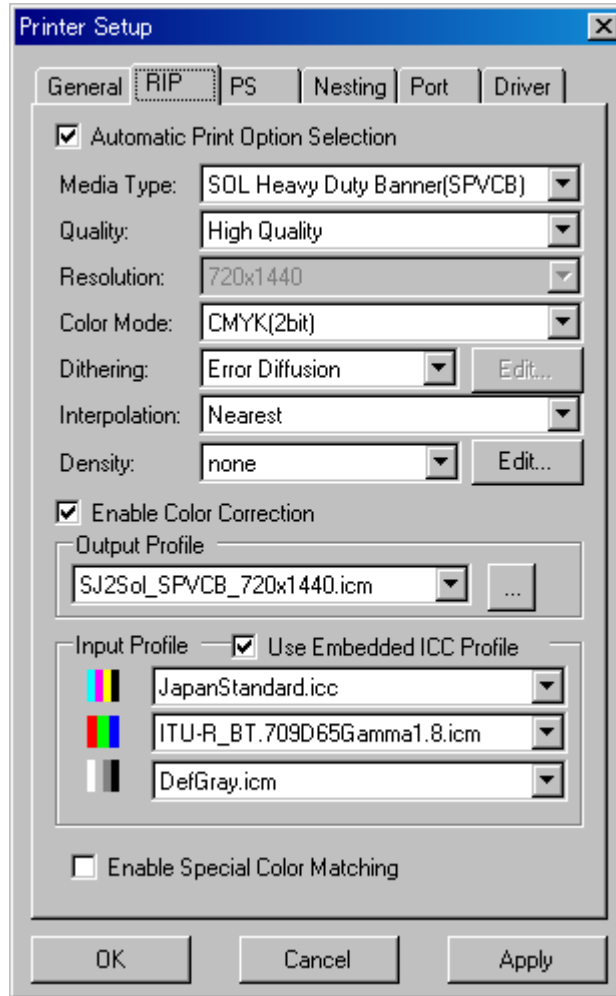 Printer Setup
General RIP PS Nesting Port Driver
Automatic Print Option Selection
Media Type: SOL Heavy Duty Banner(SPVCB)
Quality: High Quality
Resolution: 720x1440
Color Mode: CMYK(2bit)
Dithering: Error Diffusion Edit...
Interpolation: Nearest
Density: none Edit...
Enable Color Correction
Output Profile
SJ2Sol_SPVCB_720x1440.icm ...
Input Profile Use Embedded ICC Profile
JapanStandard.icc
ITU-R_BT.709D65Gamma1.8.icm
DefGray.icm
Enable Special Color Matching
OK Cancel Apply